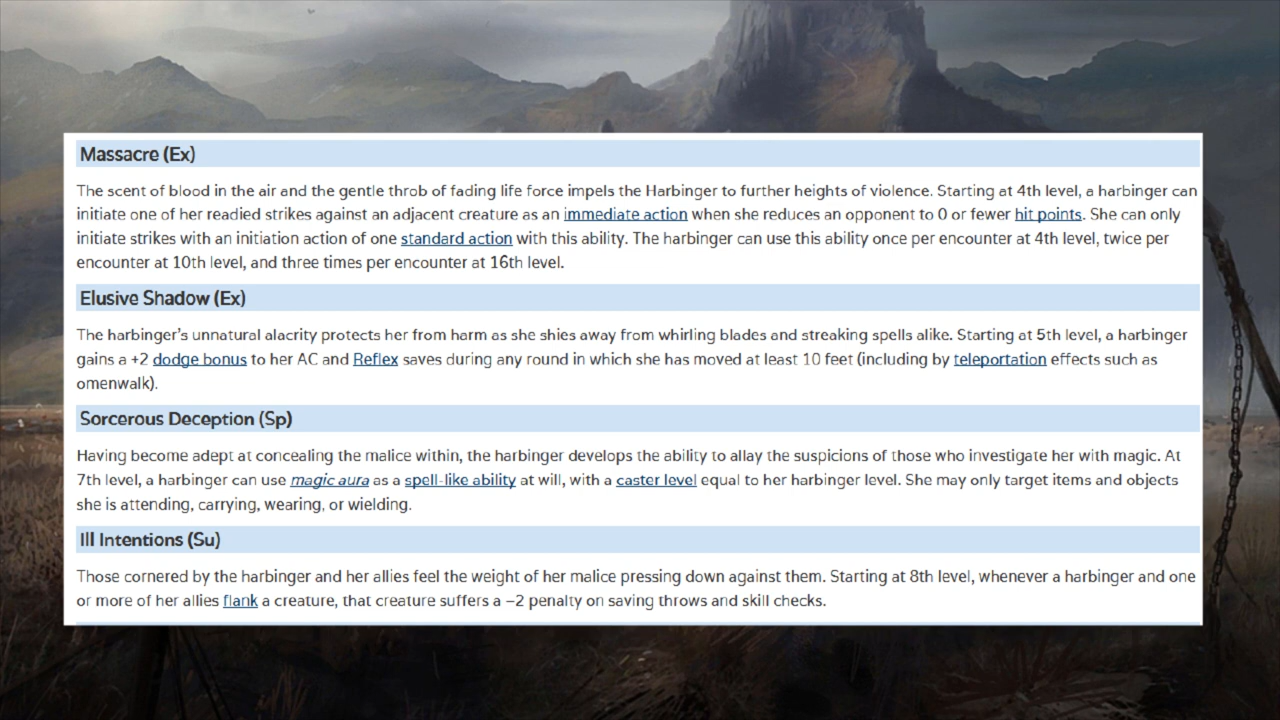 Massacre (Ex)
The scent of blood in the air and the gentle throb of fading life force impels the Harbinger to further heights of violence. Starting at 4th level, a harbinger can
initiate one of her readied strikes against an adjacent creature as an immediate action when she reduces an opponent to 0 or fewer hit points. She can only
initiate strikes with an initiation action of one standard action with this ability. The harbinger can use this ability once per encounter at 4th level, twice per
encounter at 10th level, and three times per encounter at 16th level.
Elusive Shadow (Ex)
The harbinger's unnatural alacrity protects her from harm as she shies away from whirling blades and streaking spells alike. Starting at 5th level, a harbinger
gains a +2 dodge bonus to her AC and Reflex saves during any round in which she has moved at least 10 feet (including by teleportation effects such as
omenwalk).
Sorcerous Deception (Sp)
Having become adept at concealing the malice within, the harbinger develops the ability to allay the suspicions of those who investigate her with magic. At
7th level, a harbinger can use magic aura as a spell-like ability at will, with a caster level equal to her harbinger level. She may only target items and objects
she is attending, carrying, wearing, or wielding.
Ill Intentions (Su)
Those cornered by the harbinger and her allies feel the weight of her malice pressing down against them. Starting at 8th level, whenever a harbinger and one
or more of her allies flank a creature, that creature suffers a −2 penalty on saving throws and skill checks.